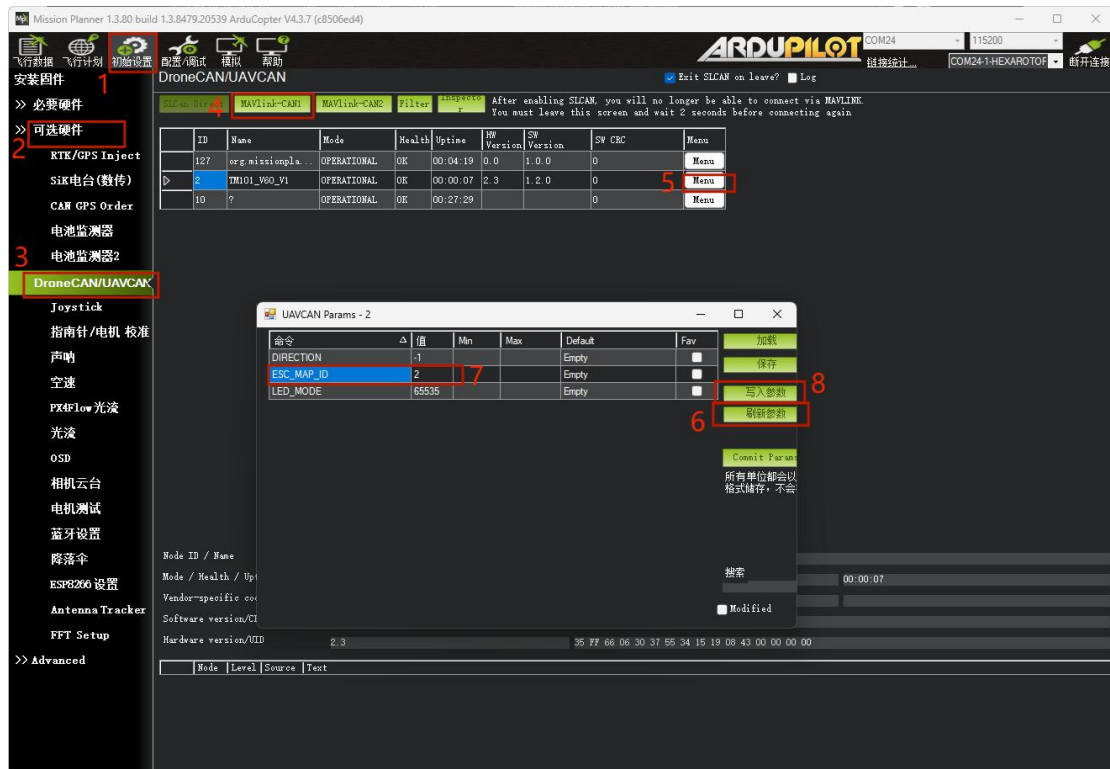 Mission Planner 1.3.80 build 1.3.8479.20539 ArduCopter V4.3.7 (c8506ed4)
飞行数据 飞行计划 初始设置 配置/调试 模拟 帮助
ARDUPILOT
COM24 115200
链接统计... COM24-1-HEXAROTOF 断开连接
1
安装固件
DroneCAN/UAVCAN
Exit SLCAN on leave? Log
>> 必要硬件
SLCan Direct MAVlink-CAN1 MAVlink-CAN2 Filter Inspecto
r
4
After enabling SLCAN, you will no longer be able to connect via MAVLINK
You must leave this screen and wait 2 seconds before connecting again
>> 可选硬件
2
RTK/GPS Inject
SiK电台(数传)
CAN GPS Order
电池监测器
电池监测器2
3
DroneCAN/UAVCAN
Joystick
指南针/电机 校准
声呐
空速
PX4Flow光流
光流
OSD
相机云台
电机测试
蓝牙设置
降落伞
ESP8266 设置
Antenna Tracker
FFT Setup
>> Advanced
ID Name Mode Health Uptime HW Version SW Version SW CRC Menu
127 org.missionpla... OPERATIONAL OK 00:04:19 0.0 1.0.0 0 Menu
2 TM101_V60_V1 OPERATIONAL OK 00:00:07 2.3 1.2.0 0 5 Menu
10 ? OPERATIONAL OK 00:27:29 0 Menu
UAVCAN Params - 2
命令 值 Min Max Default Fav
DIRECTION -1 Empty
ESC_MAP_ID 2 7 Empty
LED_MODE 65535 Empty
加载
保存
写入参数 8
刷新参数
6
Commit Params
所有单位都会以
格式储存，不会
搜索
Modified
Node ID / Name
Mode / Health / Upt
00:00:07
Vendor-specific co
Software version/C
Hardware version/UID 2.3 35 FF 66 06 30 37 55 34 15 19 08 43 00 00 00 00
Node Level Source Text